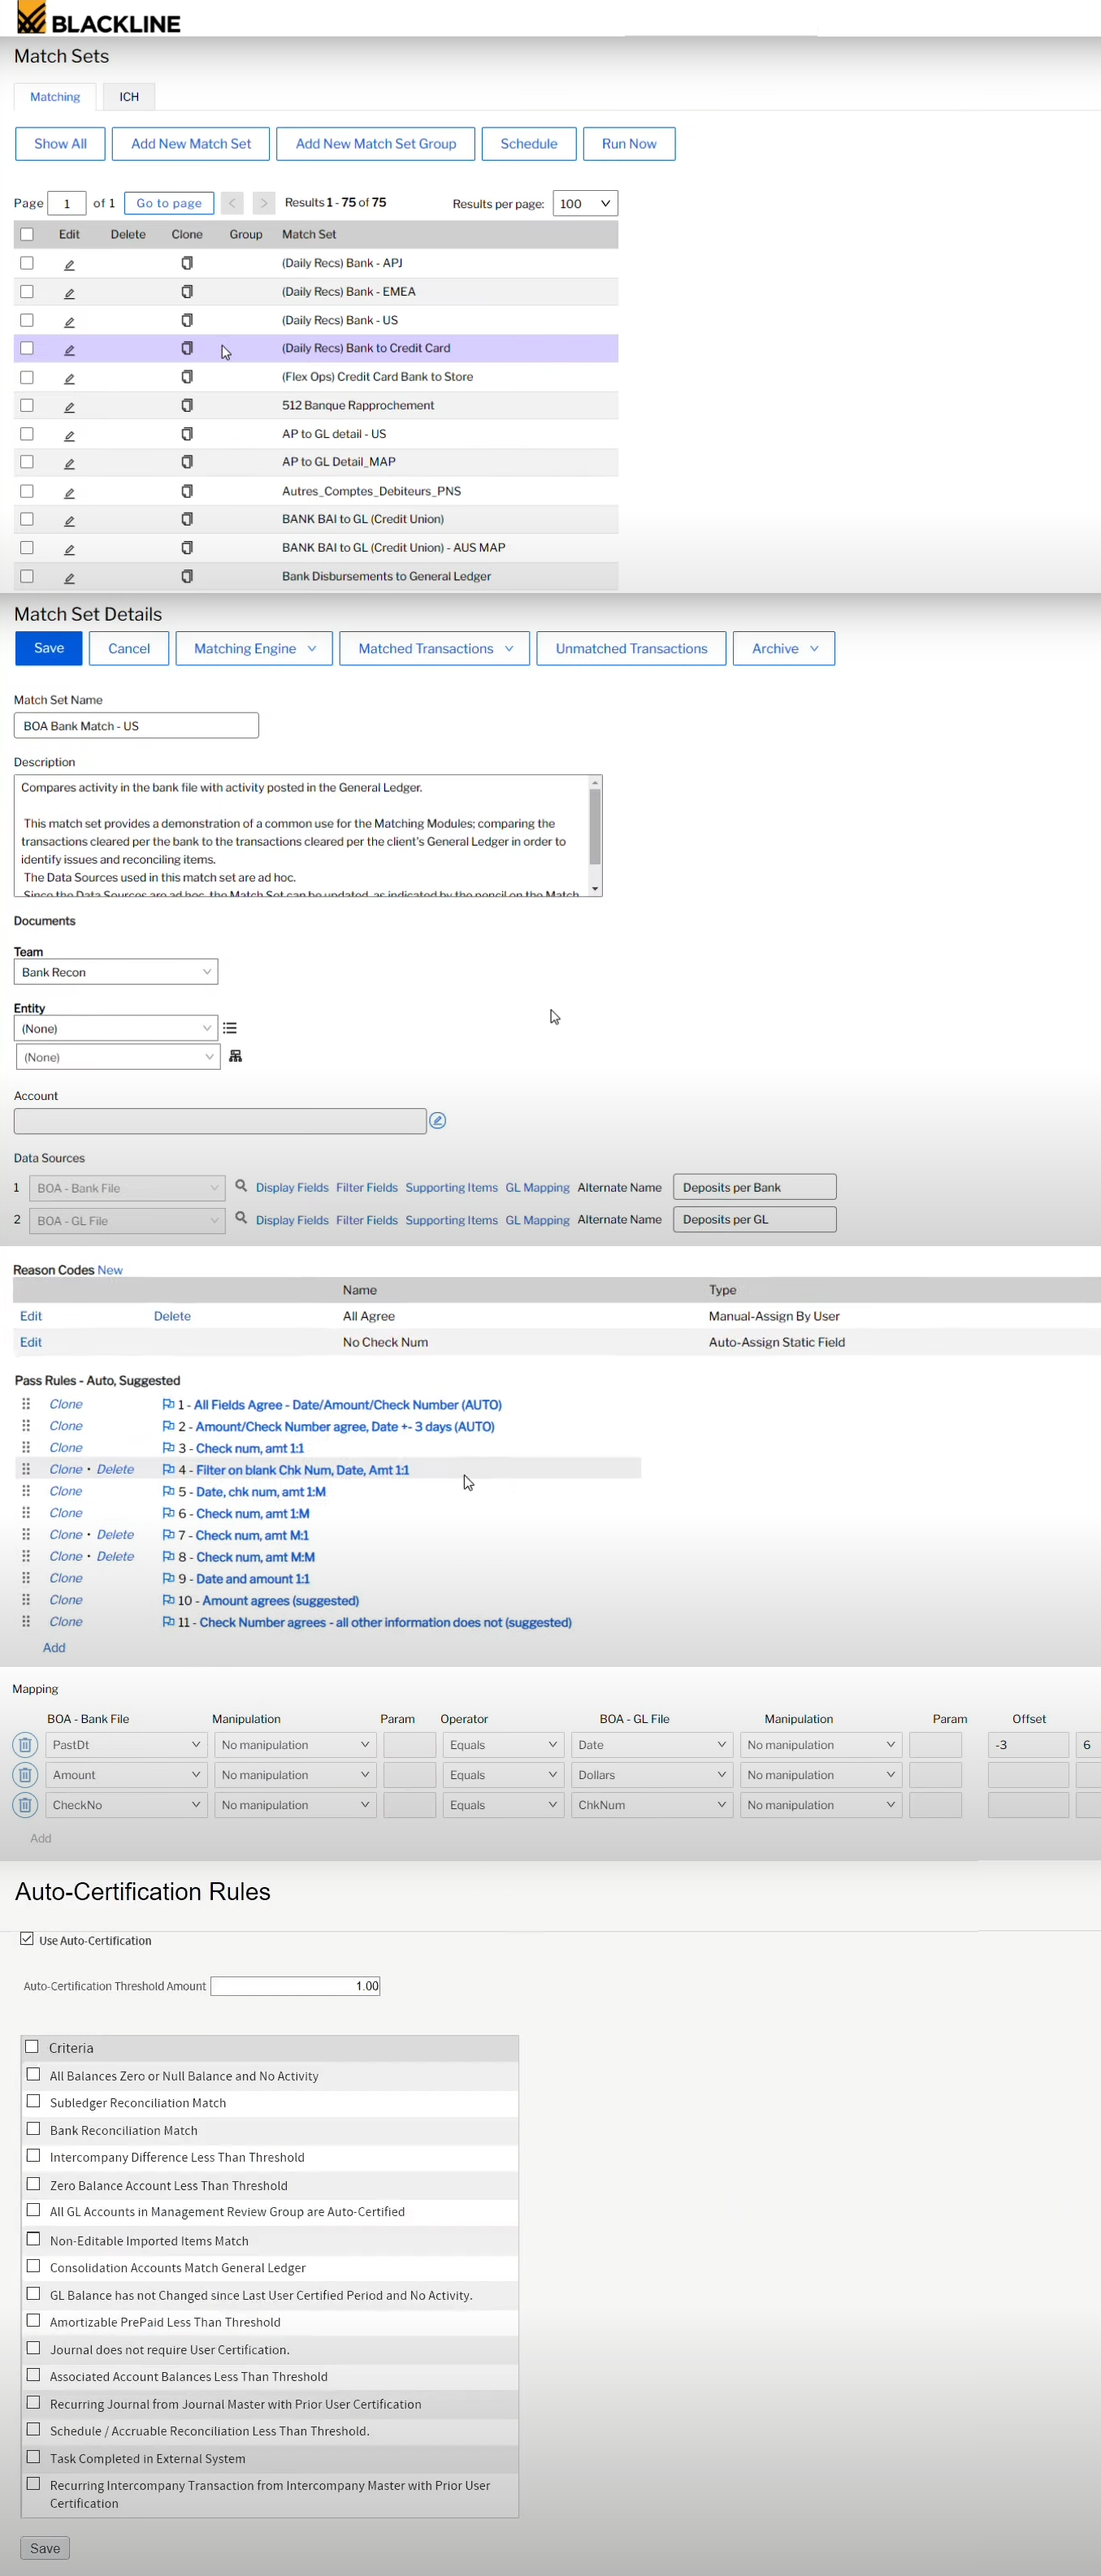 BLACKLINE
Match Sets
Matching ICH
Show All Add New Match Set Add New Match Set Group Schedule Run Now
Page 1 of 1 Go to page < > Results 1 - 75 of 75 Results per page: 100
Edit Delete Clone Group Match Set
(Daily Recs) Bank - APJ
(Daily Recs) Bank - EMEA
(Daily Recs) Bank - US
(Daily Recs) Bank to Credit Card
(Flex Ops) Credit Card Bank to Store
512 Banque Rapprochement
AP to GL detail - US
AP to GL Detail_MAP
Autres_Comptes_Debiteurs_PNS
BANK BAI to GL (Credit Union)
BANK BAI to GL (Credit Union) - AUS MAP
Bank Disbursements to General Ledger
Match Set Details
Save Cancel Matching Engine Matched Transactions Unmatched Transactions Archive
Match Set Name
BOA Bank Match - US
Description
Compares activity in the bank file with activity posted in the General Ledger.
This match set provides a demonstration of a common use for the Matching Modules; comparing the
transactions cleared per the bank to the transactions cleared per the client's General Ledger in order to
identify issues and reconciling items.
The Data Sources used in this match set are ad hoc.
Since the Data Sources are ad hoc, the Match Set can be updated, as indicated by the pencil on the Match
Documents
Team
Bank Recon
Entity
(None)
(None)
Account
Data Sources
1 BOA - Bank File Display Fields Filter Fields Supporting Items GL Mapping Alternate Name Deposits per Bank
2 BOA - GL File Display Fields Filter Fields Supporting Items GL Mapping Alternate Name Deposits per GL
Reason Codes New
Name Type
Edit Delete All Agree Manual-Assign By User
Edit No Check Num Auto-Assign Static Field
Pass Rules - Auto, Suggested
Clone 1 - All Fields Agree - Date/Amount/Check Number (AUTO)
Clone 2 - Amount/Check Number agree, Date +- 3 days (AUTO)
Clone 3 - Check num, amt 1:1
Clone • Delete 4 - Filter on blank Chk Num, Date, Amt 1:1
Clone 5 - Date, chk num, amt 1:M
Clone 6 - Check num, amt 1:M
Clone • Delete 7 - Check num, amt M:1
Clone • Delete 8 - Check num, amt M:M
Clone 9 - Date and amount 1:1
Clone 10 - Amount agrees (suggested)
Clone 11 - Check Number agrees - all other information does not (suggested)
Add
Mapping
BOA - Bank File Manipulation Param Operator BOA - GL File Manipulation Param Offset
PastDt No manipulation Equals Date No manipulation -3 6
Amount No manipulation Equals Dollars No manipulation
CheckNo No manipulation Equals ChkNum No manipulation
Add
Auto-Certification Rules
Use Auto-Certification
Auto-Certification Threshold Amount 1.00
Criteria
All Balances Zero or Null Balance and No Activity
Subledger Reconciliation Match
Bank Reconciliation Match
Intercompany Difference Less Than Threshold
Zero Balance Account Less Than Threshold
All GL Accounts in Management Review Group are Auto-Certified
Non-Editable Imported Items Match
Consolidation Accounts Match General Ledger
GL Balance has not Changed since Last User Certified Period and No Activity.
Amortizable PrePaid Less Than Threshold
Journal does not require User Certification.
Associated Account Balances Less Than Threshold
Recurring Journal from Journal Master with Prior User Certification
Schedule / Accruable Reconciliation Less Than Threshold.
Task Completed in External System
Recurring Intercompany Transaction from Intercompany Master with Prior User
Certification
Save